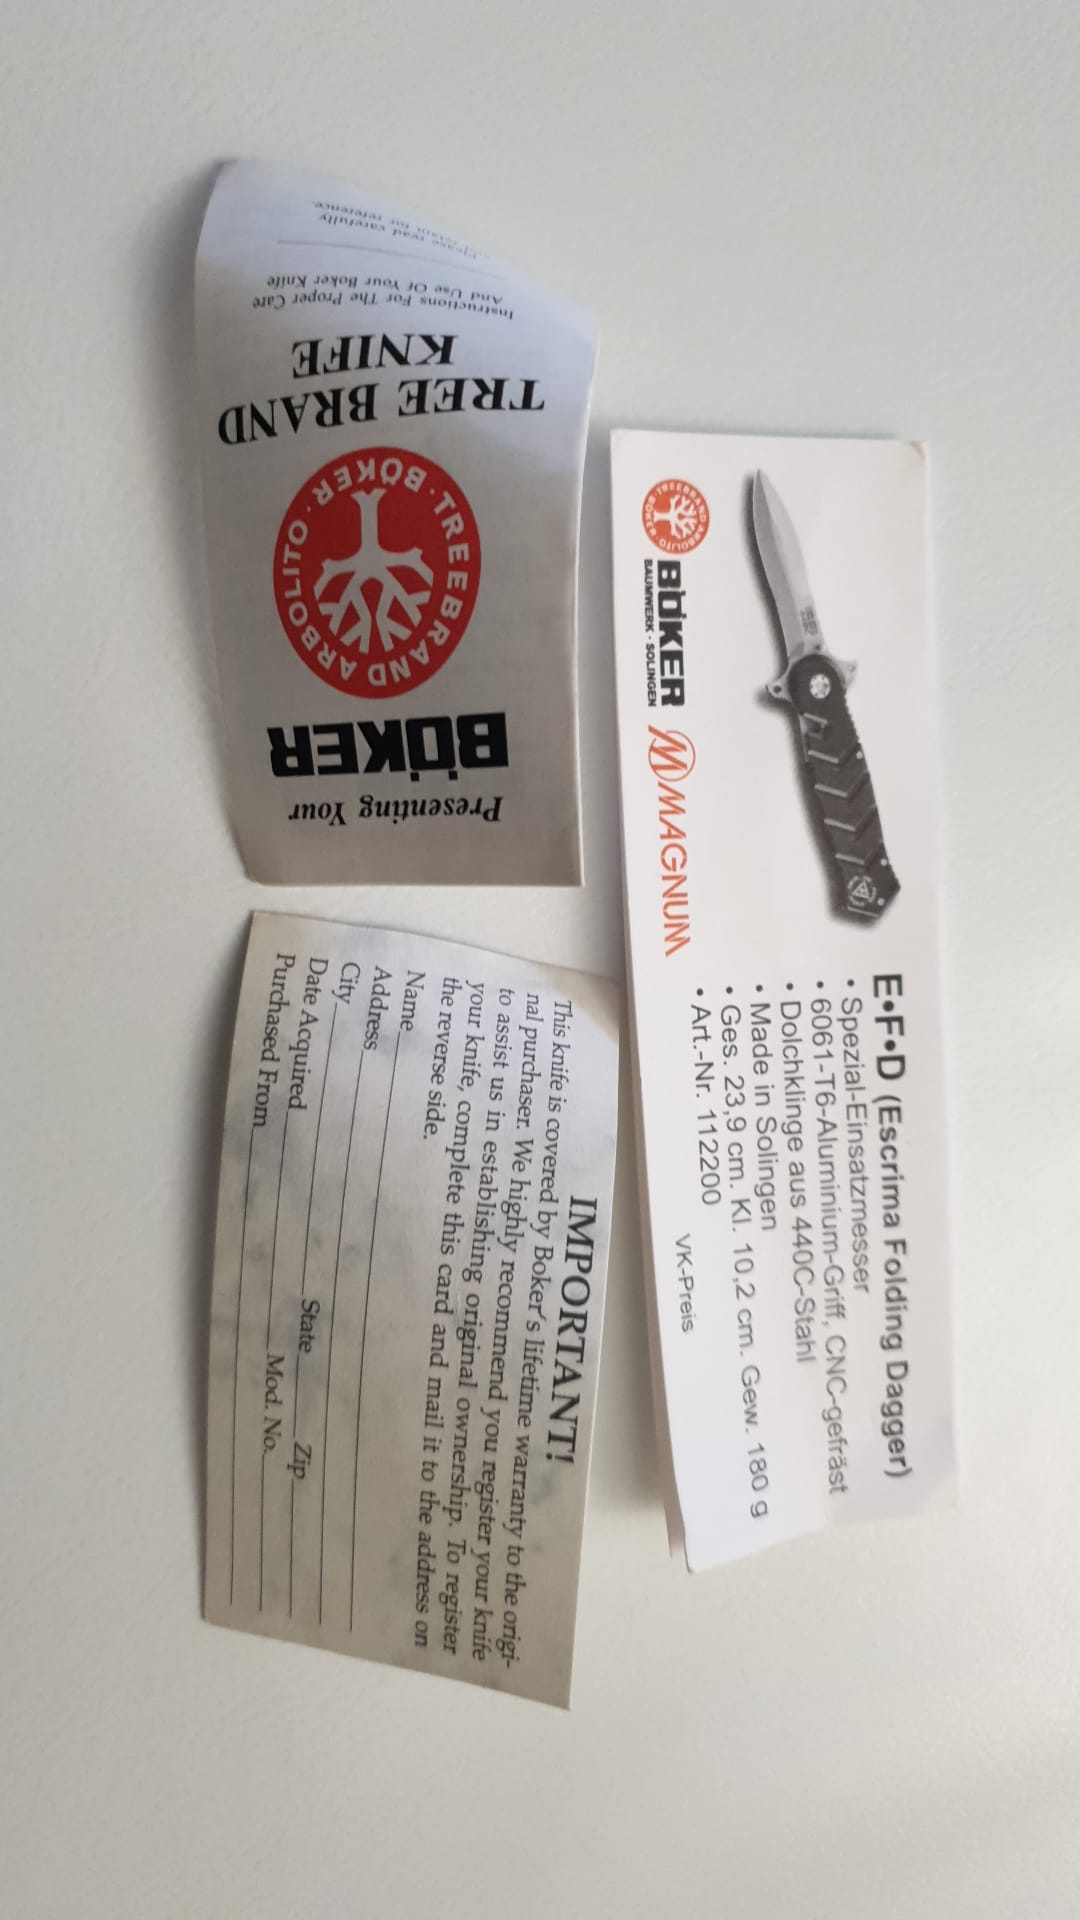 Presenting Your
BÖKER
TREEBRAND ARBOLITO · BÖKER ·
TREE BRAND
KNIFE
Instructions For The Proper Care
And Use Of Your Boker Knife
Please read carefully
retain for reference.
TREEBRAND ARBOLITO BÖKER
BÖKER
BAUMWERK · SOLINGEN
MAGNUM
E•F•D (Escrima Folding Dagger)
• Spezial-Einsatzmesser
• 6061-T6-Aluminium-Griff, CNC-gefräst
• Dolchklinge aus 440C-Stahl
• Made in Solingen
• Ges. 23,9 cm. Kl. 10,2 cm. Gew. 180 g
• Art.-Nr. 112200
VK-Preis
IMPORTANT!
This knife is covered by Boker's lifetime warranty to the origi-
nal purchaser. We highly recommend you register your knife
to assist us in establishing original ownership. To register
your knife, complete this card and mail it to the address on
the reverse side.
Name
Address
City State Zip
Date Acquired Mod. No.
Purchased From